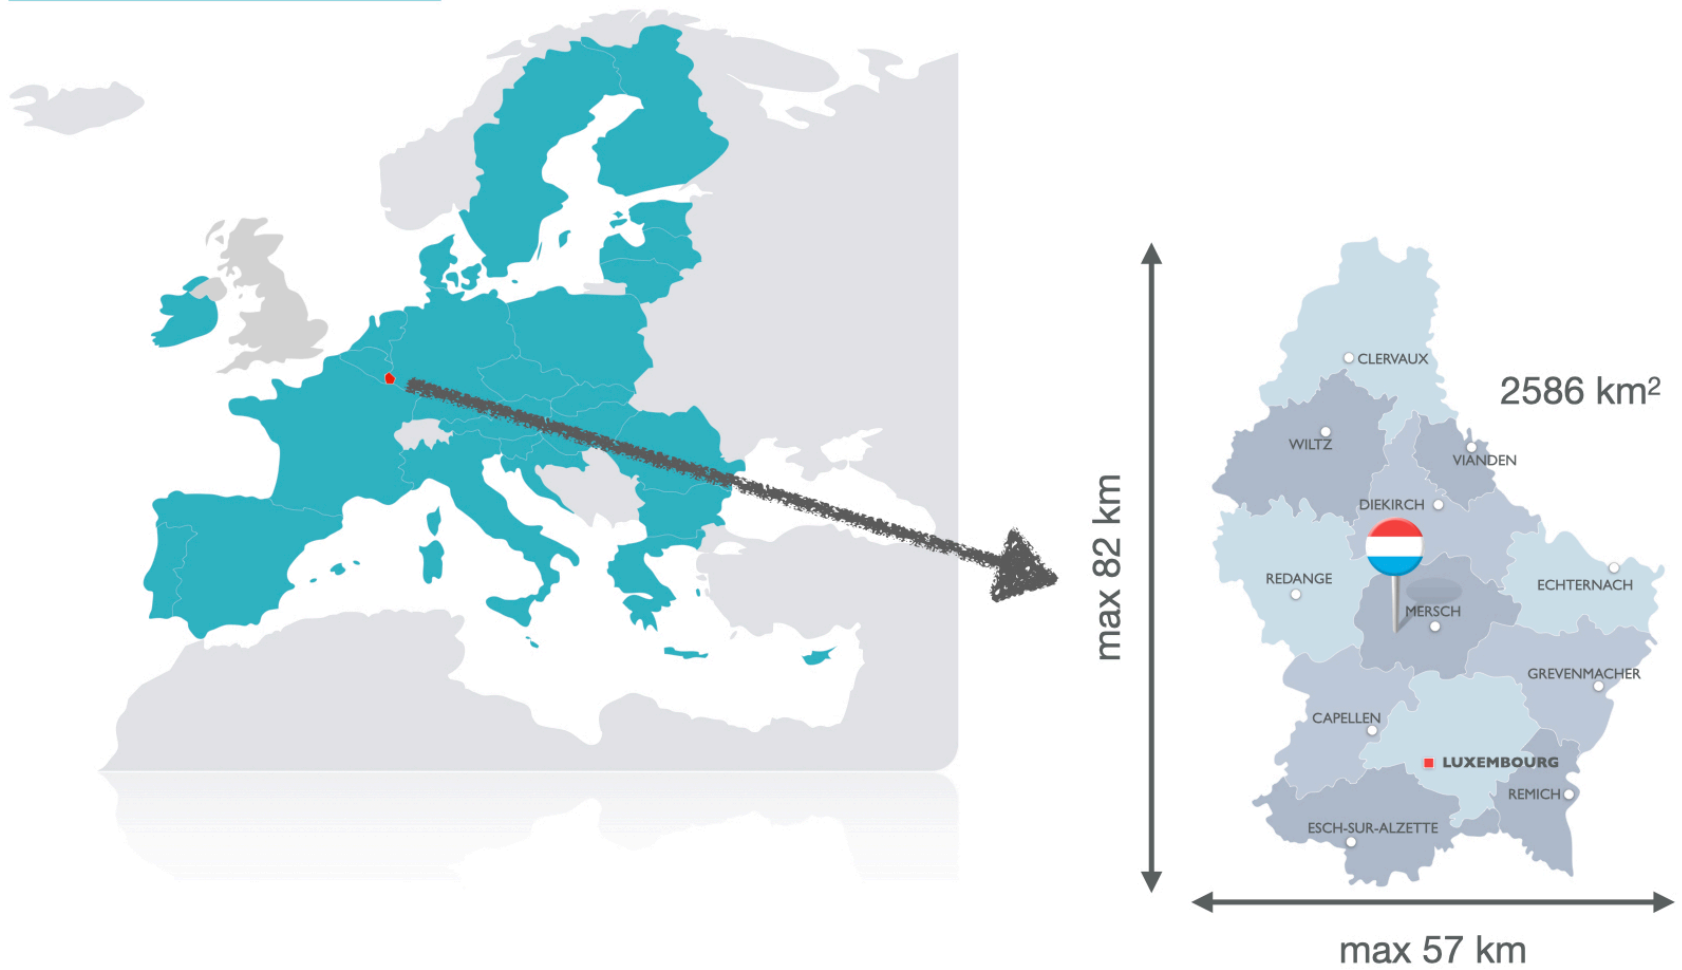 CLERVAUX
2586 km²
WILTZ
VIANDEN
DIEKIRCH
max 82 km
REDANGE
ECHTERNACH
MERSCH
GREVENMACHER
CAPELLEN
LUXEMBOURG
REMICH
ESCH-SUR-ALZETTE
max 57 km